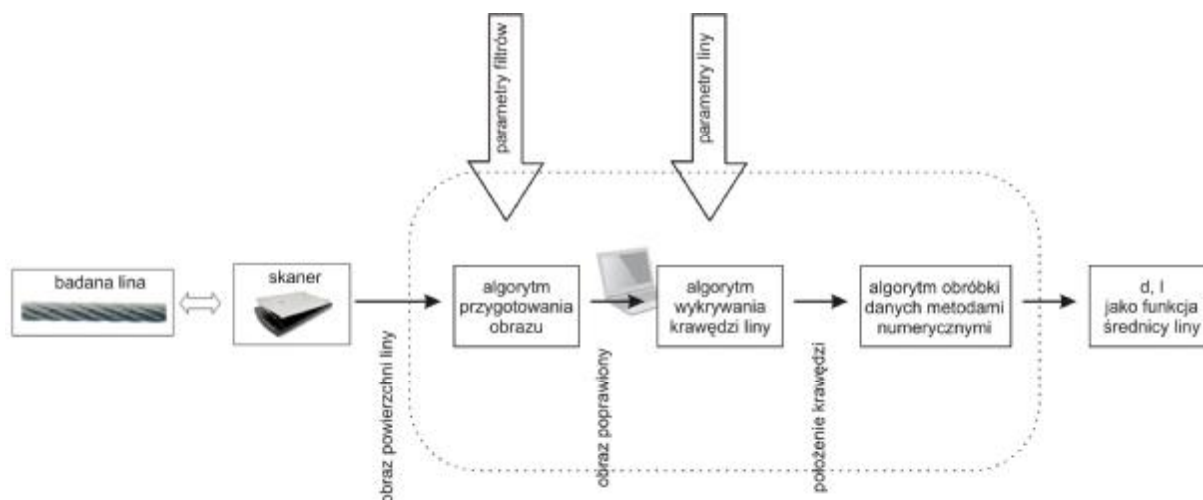 parametry filtrów
parametry liny
badana lina
skaner
algorytm
przygotowania
obrazu
algorytm
wykrywania
krawędzi liny
algorytm obróbki
danych metodami
numerycznymi
d, l
jako funkcja
średnicy liny
obraz powierzchni liny
obraz poprawiony
położenie krawędzi